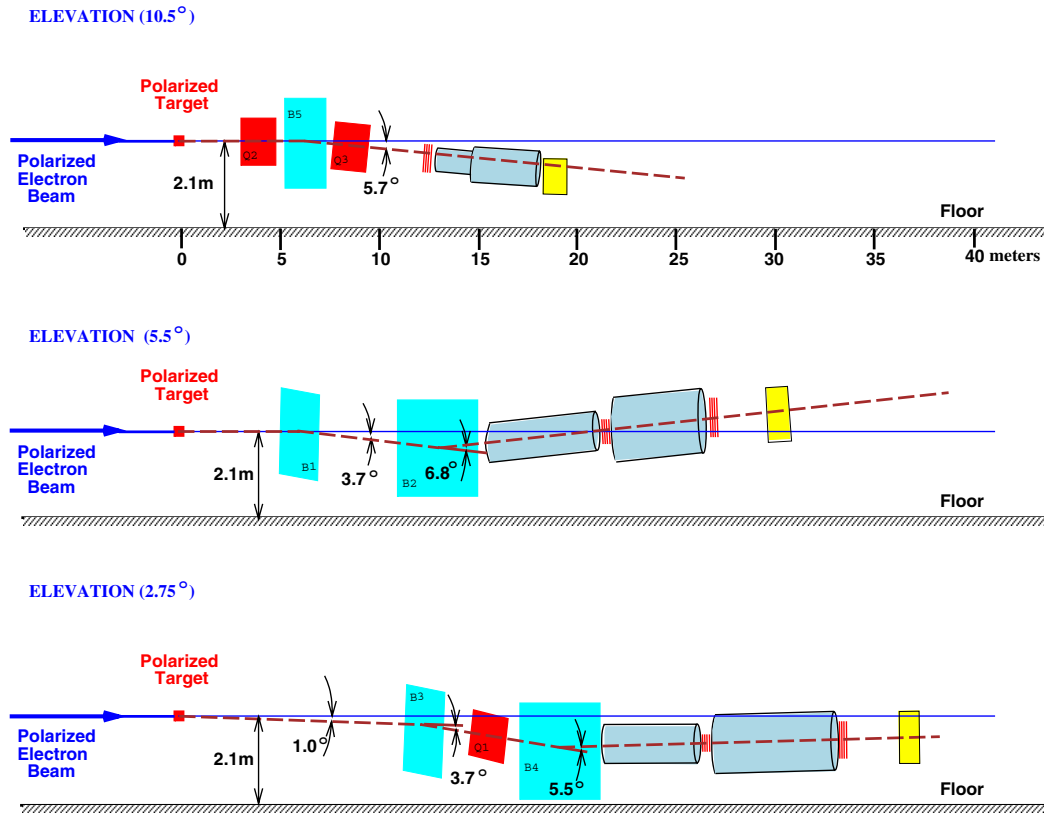 ELEVATION (10.5°)
Polarized
Target
B5
Q2
Q3
Polarized
Electron
Beam
2.1m
5.7°
Floor
0 5 10 15 20 25 30 35 40 meters
ELEVATION (5.5°)
Polarized
Target
Polarized
Electron
Beam
B1
B2
2.1m
3.7°
6.8°
Floor
ELEVATION (2.75°)
Polarized
Target
B3
Polarized
Electron
Beam
1.0°
Q1
B4
2.1m
3.7°
5.5°
Floor